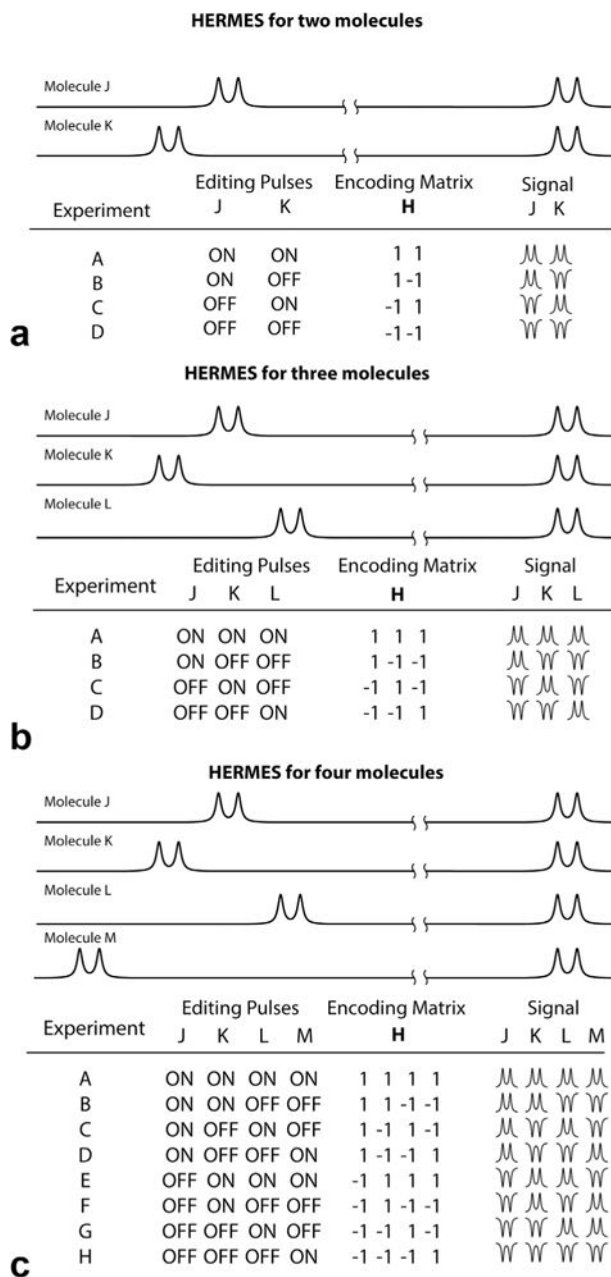 HERMES for two molecules
Molecule J
Molecule K
Editing Pulses Encoding Matrix Signal
Experiment J K H J K
A ON ON 1 1
B ON OFF 1 -1
C OFF ON -1 1
D OFF OFF -1 -1
a
HERMES for three molecules
Molecule J
Molecule K
Molecule L
Editing Pulses Encoding Matrix Signal
Experiment J K L H J K L
A ON ON ON 1 1 1
B ON OFF OFF 1 -1 -1
C OFF ON OFF -1 1 -1
D OFF OFF ON -1 -1 1
b
HERMES for four molecules
Molecule J
Molecule K
Molecule L
Molecule M
Editing Pulses Encoding Matrix Signal
Experiment J K L M H J K L M
A ON ON ON ON 1 1 1 1
B ON ON OFF OFF 1 1 -1 -1
C ON OFF ON OFF 1 -1 1 -1
D ON OFF OFF ON 1 -1 -1 1
E OFF ON ON ON -1 1 1 1
F OFF ON OFF OFF -1 1 -1 -1
G OFF OFF ON OFF -1 -1 1 -1
H OFF OFF OFF ON -1 -1 -1 1
c